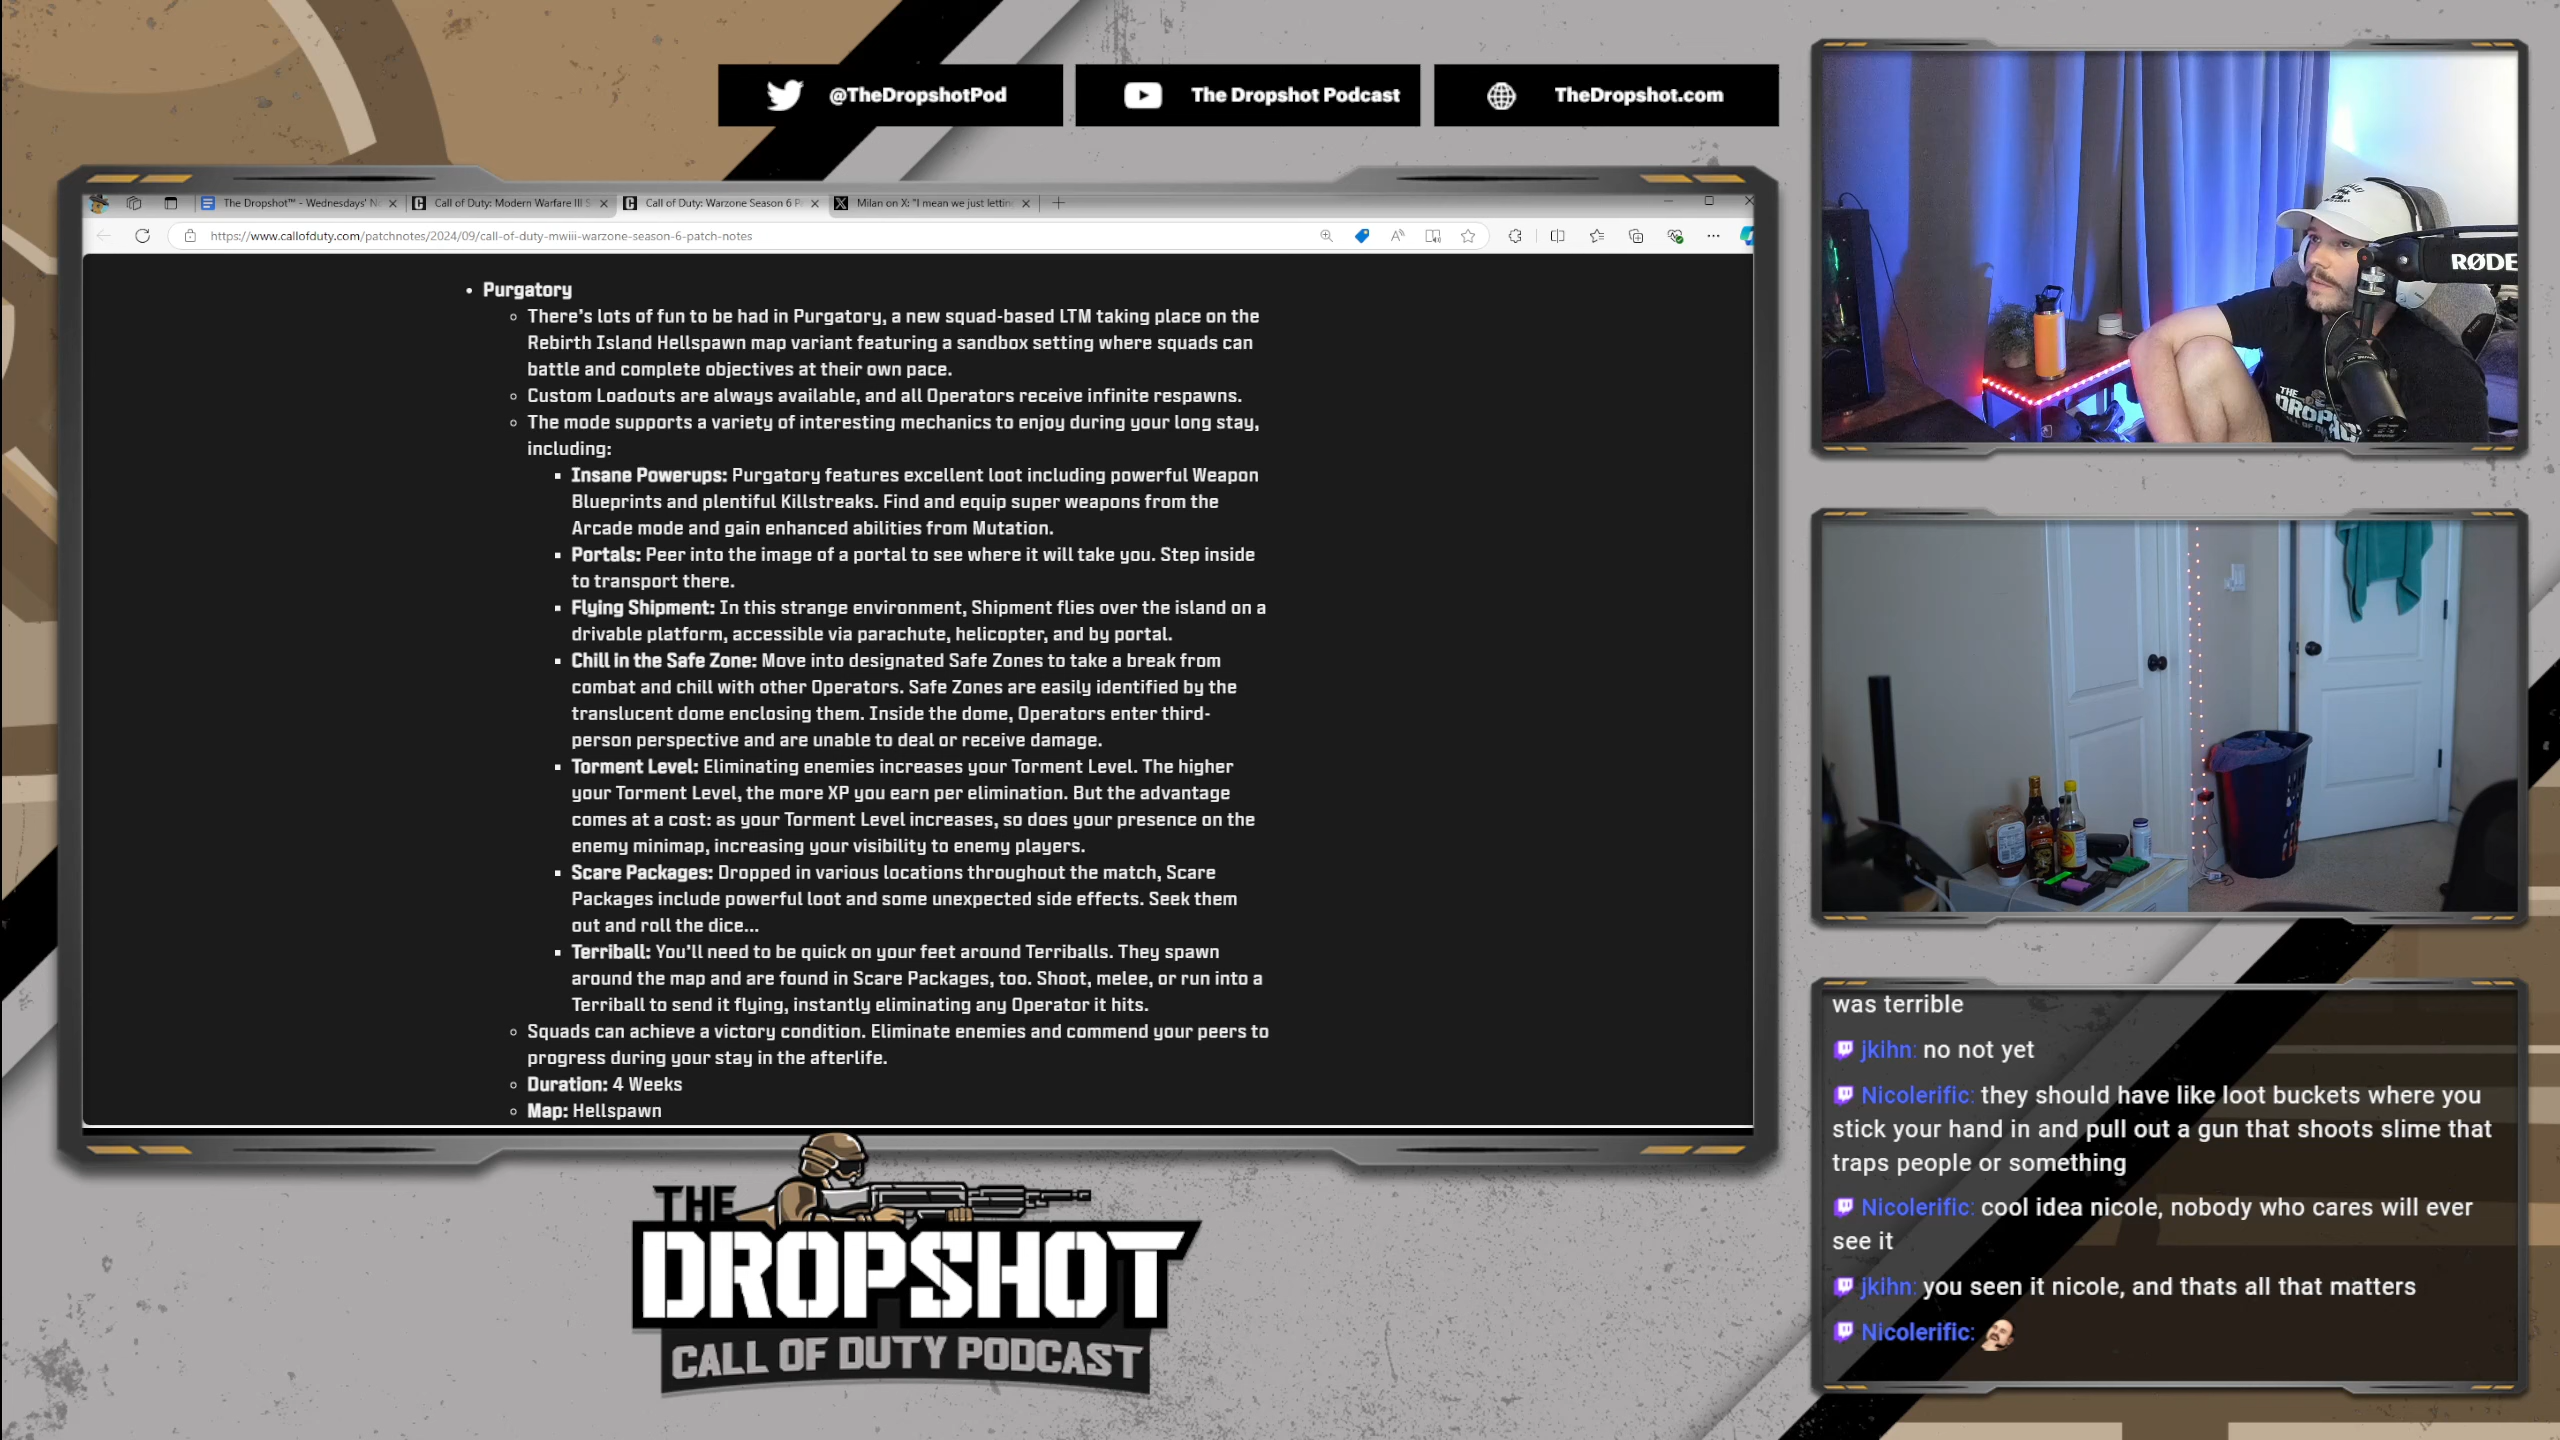 @TheDropshotPod
The Dropshot Podcast
TheDropshot.com
The Dropshot™ - Wednesdays'
Call of Duty: Modern Warfare III
Call of Duty: Warzone Season 6
Milan on X: "I mean we just
https://www.callofduty.com/patchnotes/2024/09/call-of-duty-mwiii-warzone-season-6-patch-notes
• Purgatory
There's lots of fun to be had in Purgatory, a new squad-based LTM taking place on the
Rebirth Island Hellspawn map variant featuring a sandbox setting where squads can
battle and complete objectives at their own pace.
Custom Loadouts are always available, and all Operators receive infinite respawns.
The mode supports a variety of interesting mechanics to enjoy during your long stay,
including:
Insane Powerups: Purgatory features excellent loot including powerful Weapon
Blueprints and plentiful Killstreaks. Find and equip super weapons from the
Arcade mode and gain enhanced abilities from Mutation.
Portals: Peer into the image of a portal to see where it will take you. Step inside
to transport there.
Flying Shipment: In this strange environment, Shipment flies over the island on a
drivable platform, accessible via parachute, helicopter, and by portal.
Chill in the Safe Zone: Move into designated Safe Zones to take a break from
combat and chill with other Operators. Safe Zones are easily identified by the
translucent dome enclosing them. Inside the dome, Operators enter third-
person perspective and are unable to deal or receive damage.
Torment Level: Eliminating enemies increases your Torment Level. The higher
your Torment Level, the more XP you earn per elimination. But the advantage
comes at a cost: as your Torment Level increases, so does your presence on the
enemy minimap, increasing your visibility to enemy players.
Scare Packages: Dropped in various locations throughout the match, Scare
Packages include powerful loot and some unexpected side effects. Seek them
out and roll the dice...
Terriball: You'll need to be quick on your feet around Terriballs. They spawn
around the map and are found in Scare Packages, too. Shoot, melee, or run into a
Terriball to send it flying, instantly eliminating any Operator it hits.
Squads can achieve a victory condition. Eliminate enemies and commend your peers to
progress during your stay in the afterlife.
Duration: 4 Weeks
Map: Hellspawn
THE
DROPSHOT
CALL OF DUTY PODCAST
RØDE
THE
was terrible
jkihn: no not yet
Nicolerific: they should have like loot buckets where you
stick your hand in and pull out a gun that shoots slime that
traps people or something
Nicolerific: cool idea nicole, nobody who cares will ever
see it
jkihn: you seen it nicole, and thats all that matters
Nicolerific: